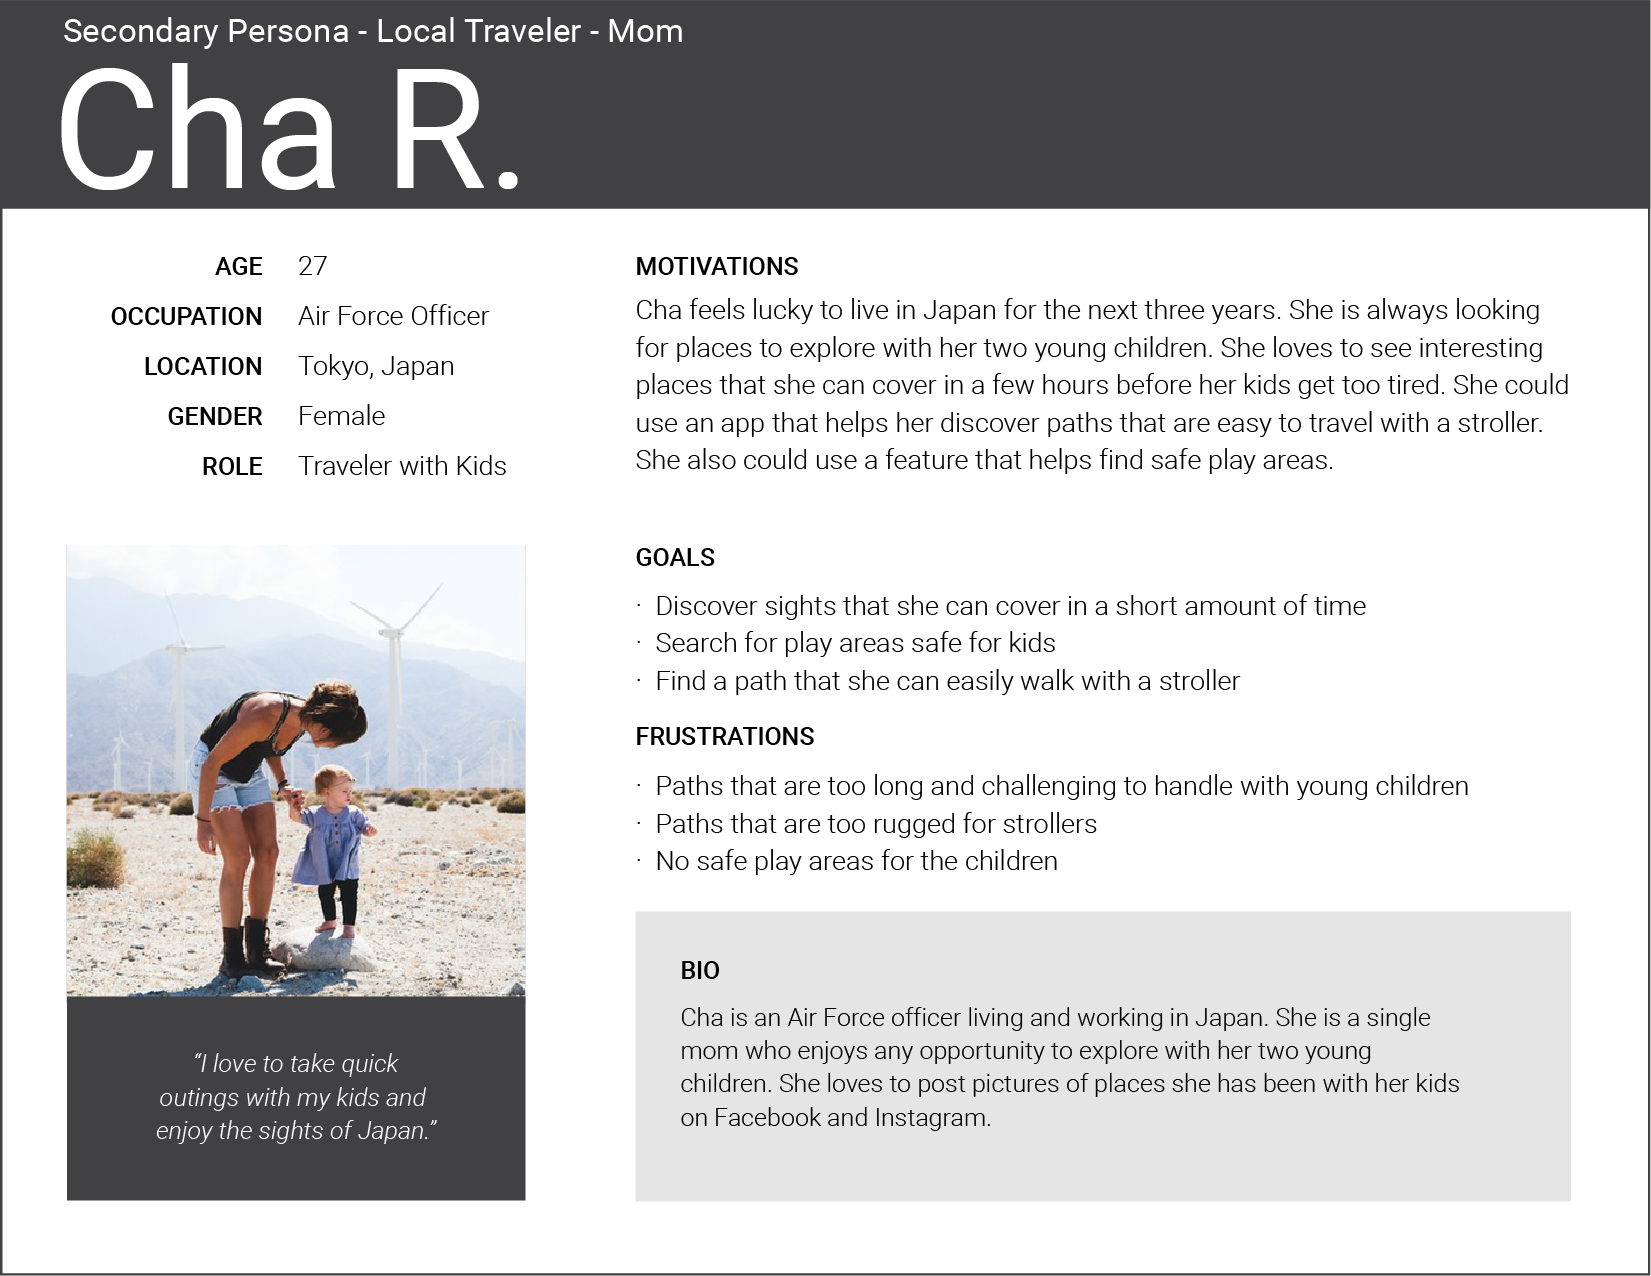 Secondary Persona - Local Traveler - Mom
Cha R.
AGE 27
OCCUPATION Air Force Officer
LOCATION Tokyo, Japan
GENDER Female
ROLE Traveler with Kids
“I love to take quick
outings with my kids and
enjoy the sights of Japan.”
MOTIVATIONS
Cha feels lucky to live in Japan for the next three years. She is always looking
for places to explore with her two young children. She loves to see interesting
places that she can cover in a few hours before her kids get too tired. She could
use an app that helps her discover paths that are easy to travel with a stroller.
She also could use a feature that helps find safe play areas.
GOALS
· Discover sights that she can cover in a short amount of time
· Search for play areas safe for kids
· Find a path that she can easily walk with a stroller
FRUSTRATIONS
· Paths that are too long and challenging to handle with young children
· Paths that are too rugged for strollers
· No safe play areas for the children
BIO
Cha is an Air Force officer living and working in Japan. She is a single
mom who enjoys any opportunity to explore with her two young
children. She loves to post pictures of places she has been with her kids
on Facebook and Instagram.